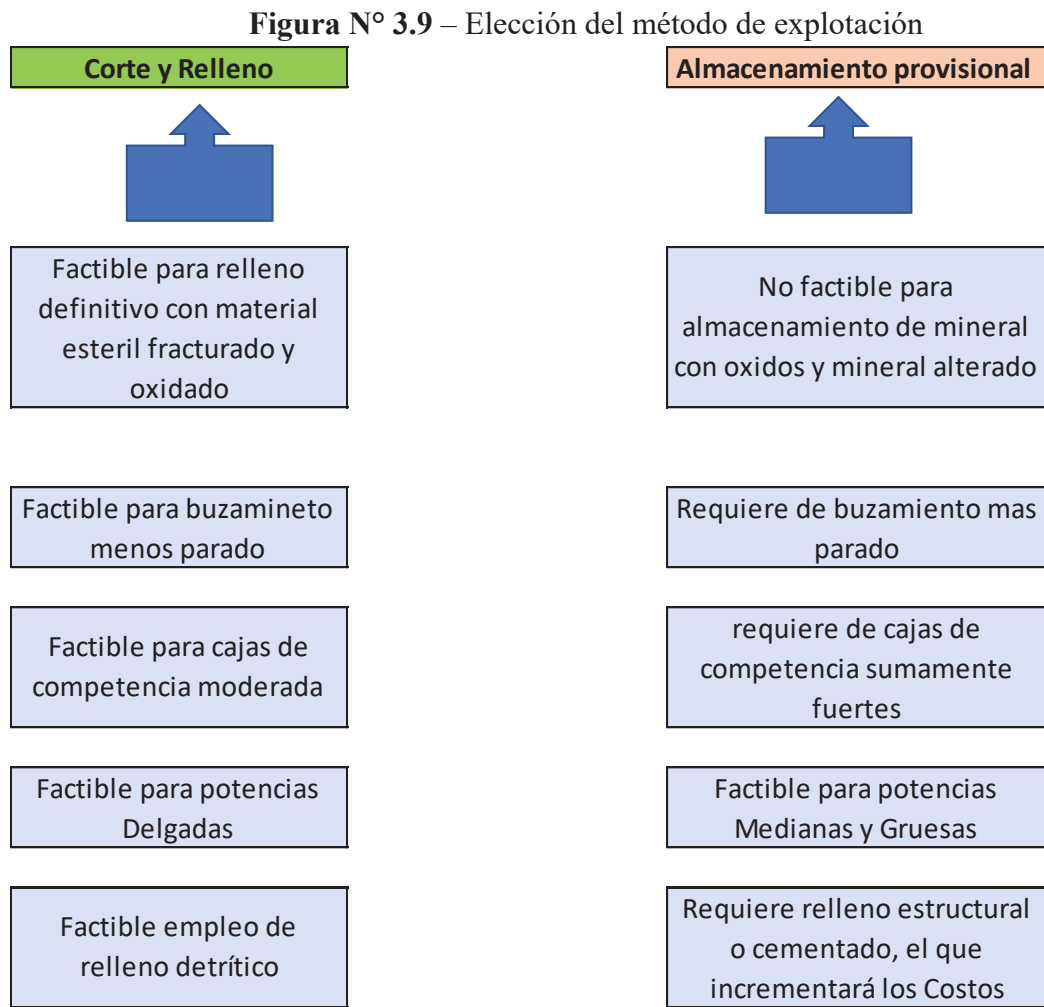 Figura N° 3.9 – Elección del método de explotación
Corte y Relleno
Almacenamiento provisional
Factible para relleno
definitivo con material
esteril fracturado y
oxidado
No factible para
almacenamiento de mineral
con oxidos y mineral alterado
Factible para buzamineto
menos parado
Requiere de buzamiento mas
parado
Factible para cajas de
competencia moderada
requiere de cajas de
competencia sumamente
fuertes
Factible para potencias
Delgadas
Factible para potencias
Medianas y Gruesas
Factible empleo de
relleno detrítico
Requiere relleno estructural
o cementado, el que
incrementará los Costos